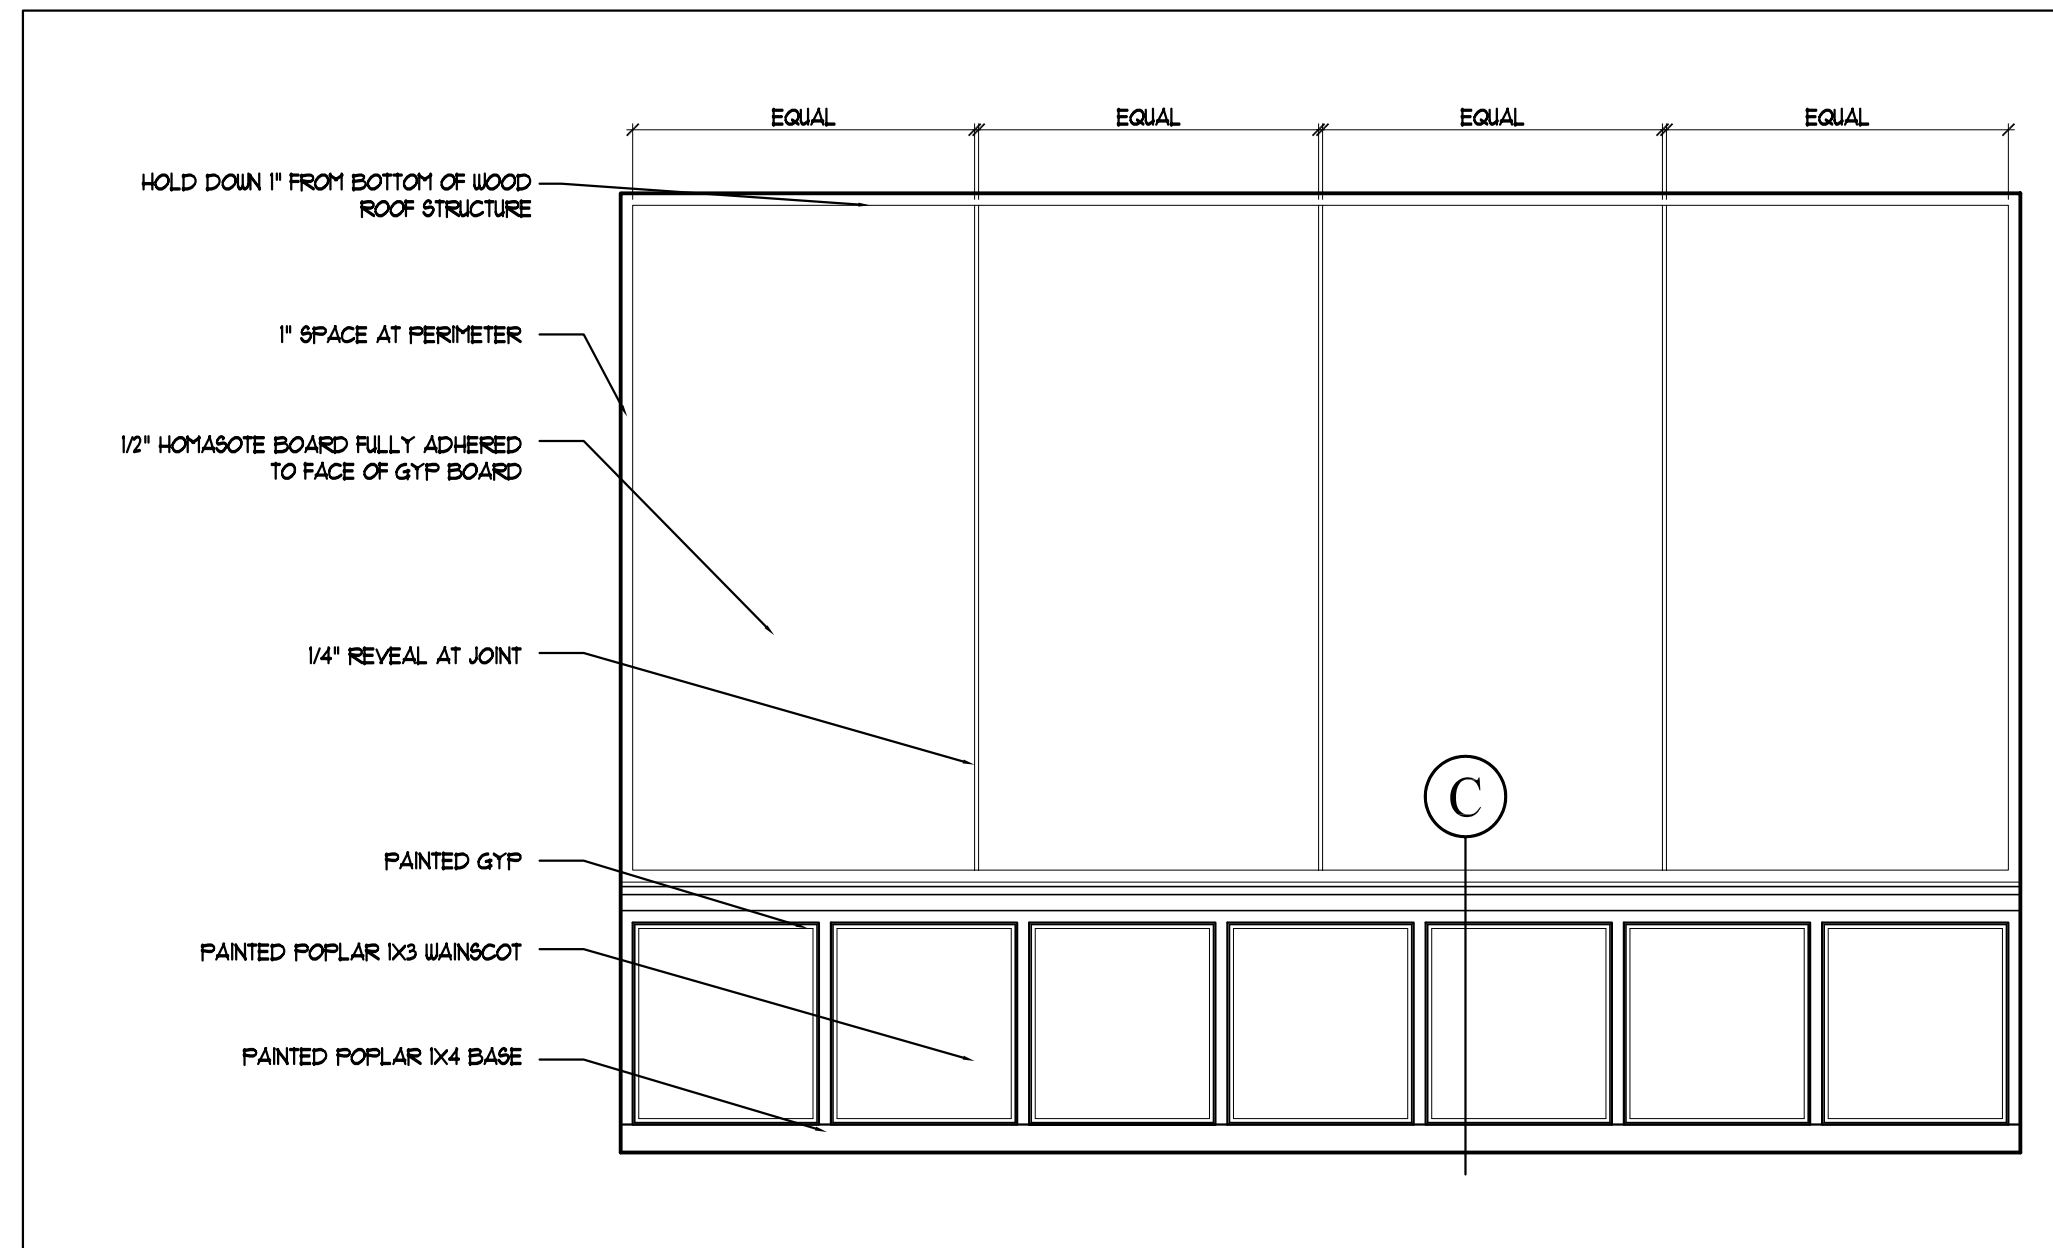 EQUAL EQUAL EQUAL EQUAL
HOLD DOWN 1" FROM BOTTOM OF WOOD
ROOF STRUCTURE
1" SPACE AT PERIMETER
1/2" HOMASOTE BOARD FULLY ADHERED
TO FACE OF GYP BOARD
1/4" REVEAL AT JOINT
C
PAINTED GYP
PAINTED POPLAR 1X3 WAINSCOT
PAINTED POPLAR 1X4 BASE